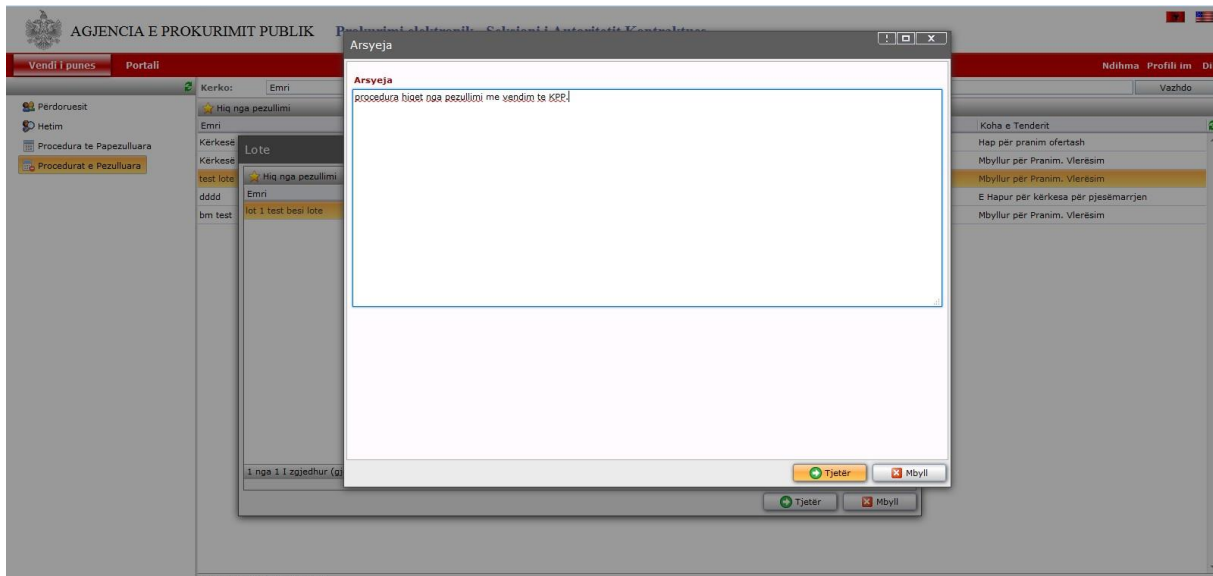 AGJENCIA E PROKURIMIT PUBLIK
Arsyeja
Vendi i punes Portali Ndihma Profili im
Kerko: Emri Vazhdo
Arsyeja
procedura hiqet nga pezullimi me vendim te KPP.
Përdoruesit
Hetim
Procedura te Papezulluara
Procedurat e Pezulluara
Hiq nga pezullimi
Emri Koha e Tenderit
Kërkesë Hap për pranim ofertash
Kërkesë Mbyllur për Pranim. Vlerësim
test lote Mbyllur për Pranim. Vlerësim
dddd E Hapur për kërkesa për pjesëmarrjen
bm test Mbyllur për Pranim. Vlerësim
Lote
Hiq nga pezullimi
Emri
lot 1 test besi lote
1 nga 1 I zgjedhur
Tjetër Mbyll
Tjetër Mbyll